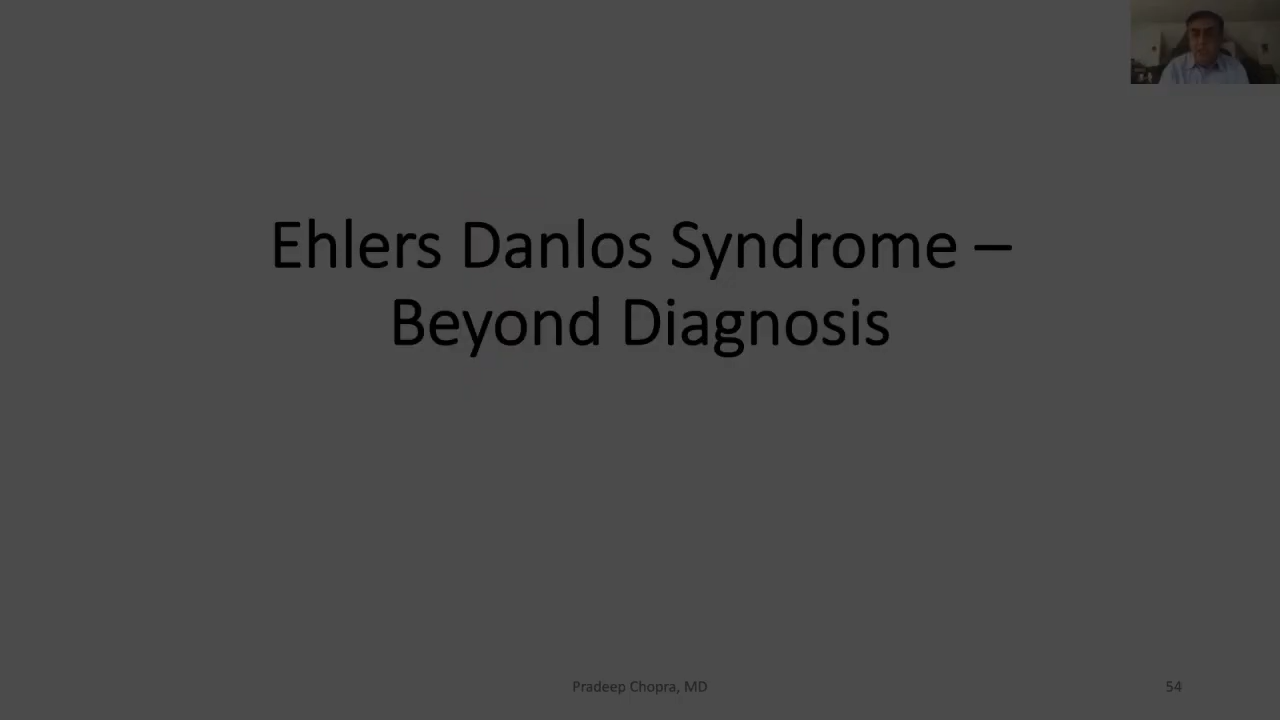 Ehlers Danlos Syndrome –
Beyond Diagnosis
Pradeep Chopra, MD
54